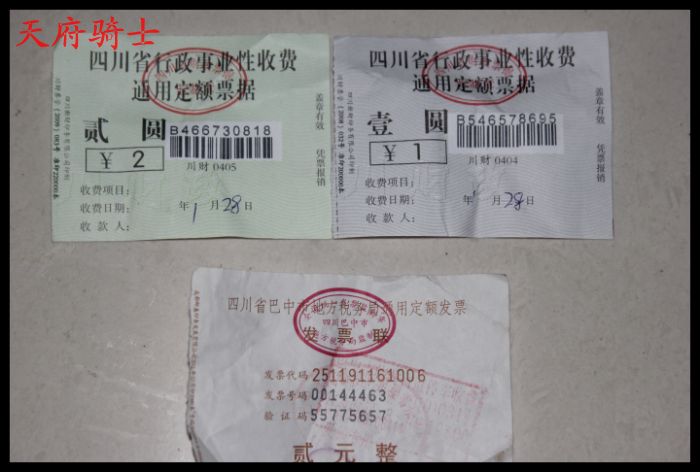 天府骑士
四川省行政事业性收费
通用定额票据
贰 圆
B466730818
¥ 2
川财 0405
收费项目:
收费日期: 年 1 月 28 日
收 款 人:
盖章有效 凭票报销
四川省行政事业性收费
通用定额票据
壹 圆
B546578695
¥ 1
川财 0404
收费项目:
收费日期: 年 1 月 28 日
收 款 人:
盖章有效 凭票报销
四川省巴中市地方税务局通用定额发票
四川巴中市
发 票 联
发票代码 251191161006
发票号码 00144463
验 证 码 55775657
贰 元 整